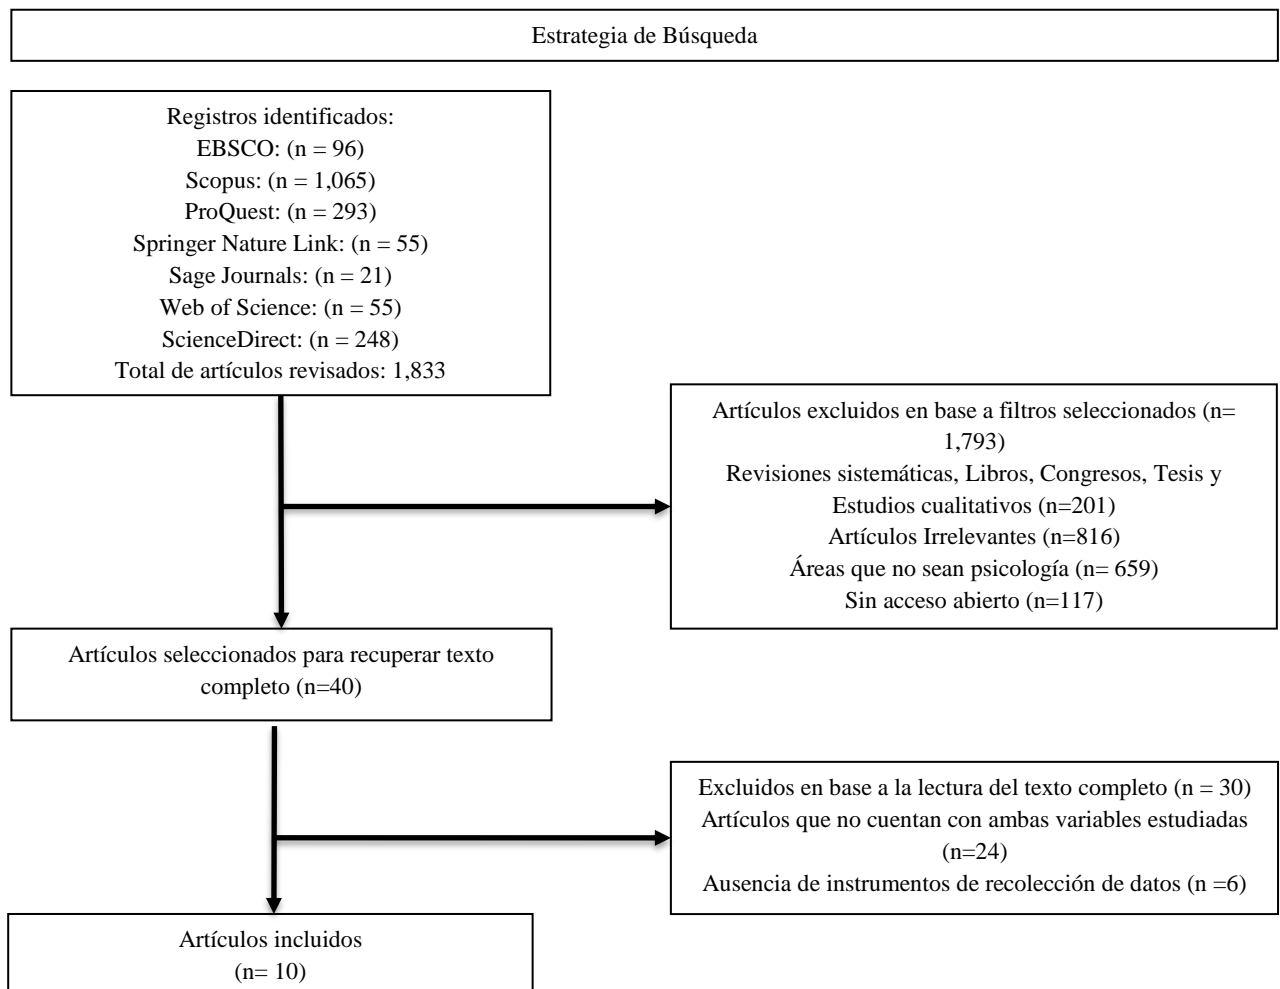 Estrategia de Búsqueda
Registros identificados:
EBSCO: (n = 96)
Scopus: (n = 1,065)
ProQuest: (n = 293)
Springer Nature Link: (n = 55)
Sage Journals: (n = 21)
Web of Science: (n = 55)
ScienceDirect: (n = 248)
Total de artículos revisados: 1,833
Artículos excluidos en base a filtros seleccionados (n=
1,793)
Revisiones sistemáticas, Libros, Congresos, Tesis y
Estudios cualitativos (n=201)
Artículos Irrelevantes (n=816)
Áreas que no sean psicología (n= 659)
Sin acceso abierto (n=117)
Artículos seleccionados para recuperar texto
completo (n=40)
Excluidos en base a la lectura del texto completo (n = 30)
Artículos que no cuentan con ambas variables estudiadas
(n=24)
Ausencia de instrumentos de recolección de datos (n =6)
Artículos incluidos
(n= 10)